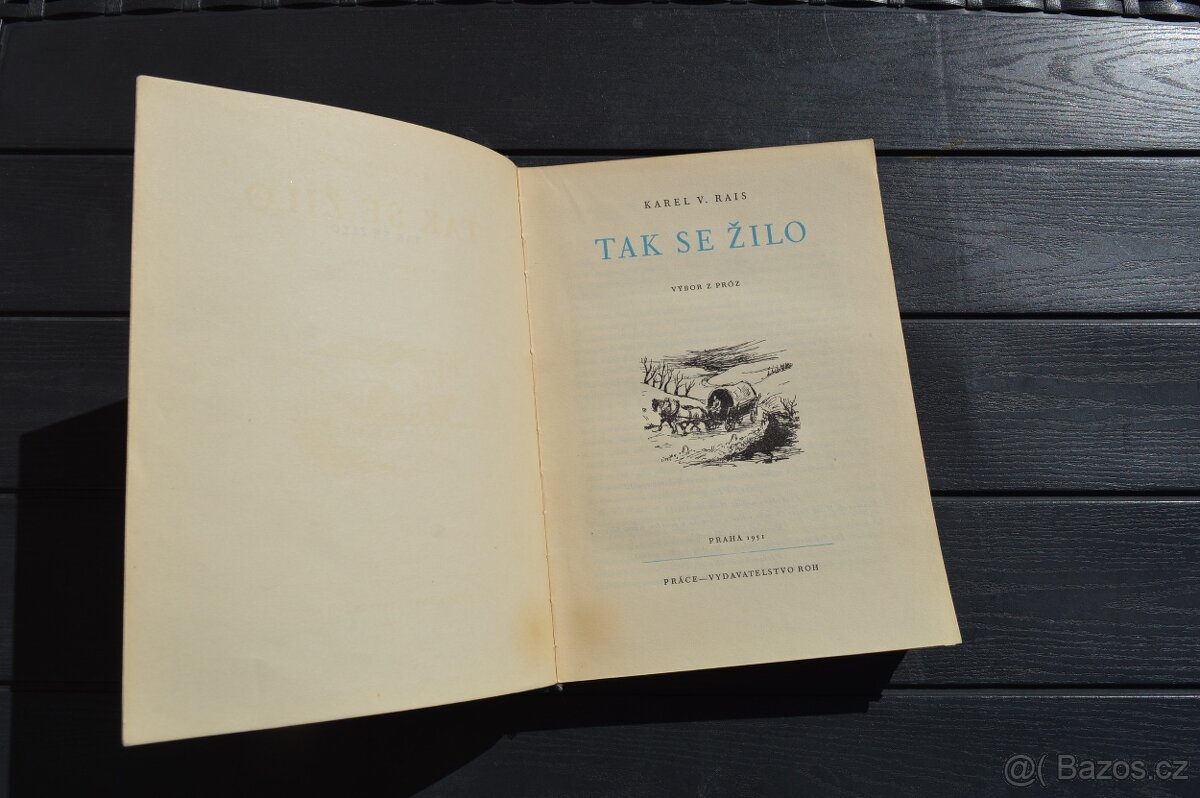 KAREL V. RAIS
TAK SE ŽILO
VÝBOR Z PRÓZ
PRAHA 1951
PRÁCE—VYDAVATELSTVO ROH
@( Bazos.cz